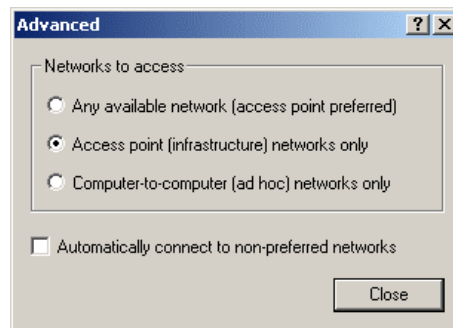 Advanced
Networks to access
Any available network (access point preferred)
Access point (infrastructure) networks only
Computer-to-computer (ad hoc) networks only
Automatically connect to non-preferred networks
Close